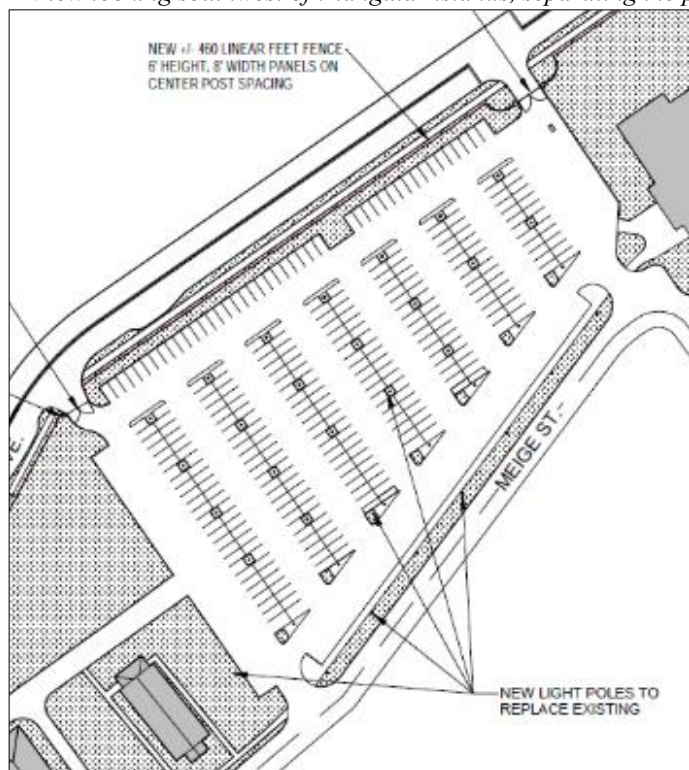 NEW +/- 460 LINEAR FEET FENCE
6' HEIGHT, 8' WIDTH PANELS ON
CENTER POST SPACING
E.
MEIGE ST.
NEW LIGHT POLES TO
REPLACE EXISTING